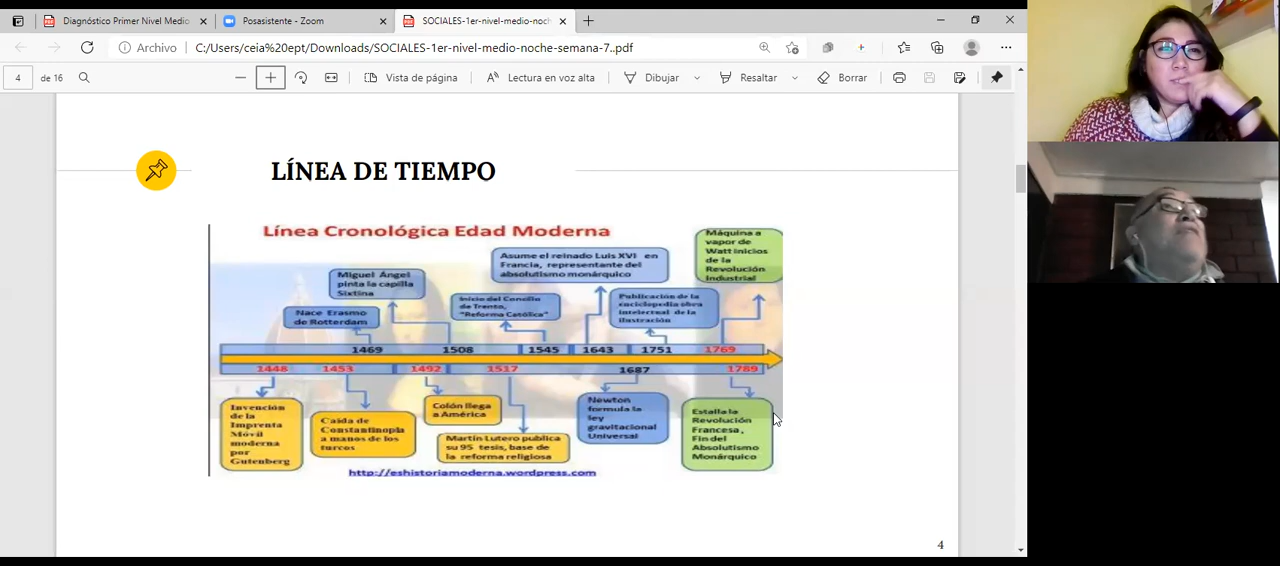 Diagnóstico Primer Nivel Medio
Posasistente - Zoom
SOCIALES-1er-nivel-medio-noch
Archivo
C:/Users/ceia%20ept/Downloads/SOCIALES-1er-nivel-medio-noche-semana-7..pdf
4
de 16
Vista de página
Lectura en voz alta
Dibujar
Resaltar
Borrar
LÍNEA DE TIEMPO
Línea Cronológica Edad Moderna
Nace Erasmo
de Rotterdam
Miguel Ángel
pinta la capilla
Sixtina
Inicio del Concilio
de Trento,
"Reforma Católica"
Asume el reinado Luis XVI en
Francia, representante del
absolutismo monárquico
Publicación de la
enciclopedia obra
intelectual de la
ilustración
Máquina a
vapor de
Watt inicios
de la
Revolución
Industrial
1469
1508
1545
1643
1751
1769
1448
1453
1492
1517
1687
1789
Invención
de la
Imprenta
Móvil
moderna
por
Gutenberg
Caída de
Constantinopla
a manos de los
turcos
Colón llega
a América
Martín Lutero publica
su 95 tesis, base de
la reforma religiosa
Newton
formula la
ley
gravitacional
Universal
Estalla la
Revolución
Francesa,
Fin del
Absolutismo
Monárquico
http://eshistoriamoderna.wordpress.com
4